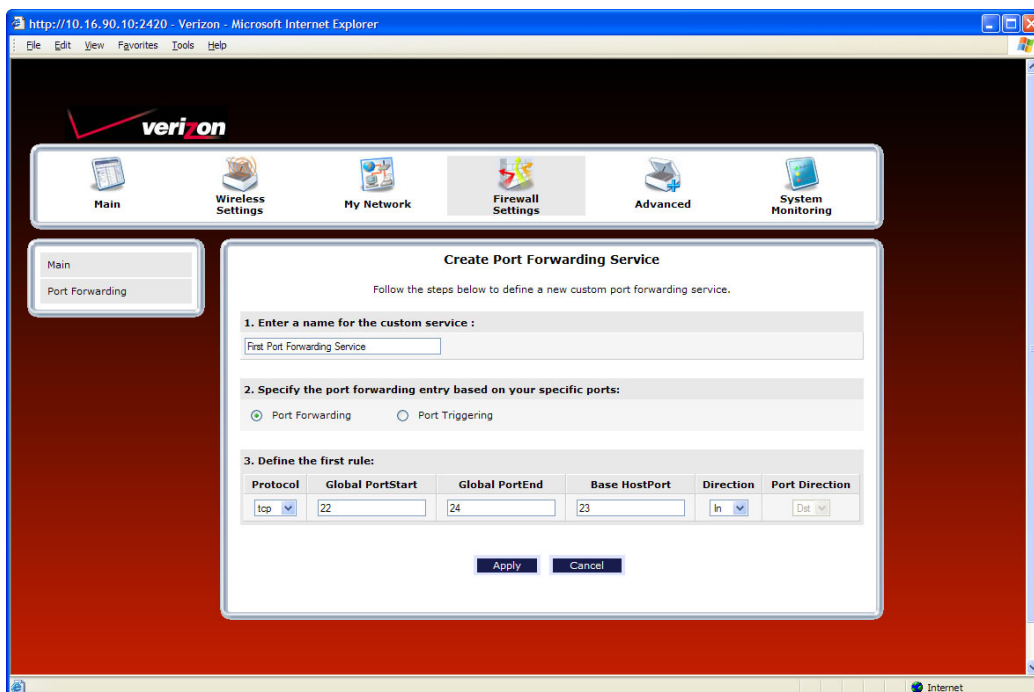 http://10.16.90.10:2420 - Verizon - Microsoft Internet Explorer
File Edit View Favorites Tools Help
verizon
Main
Wireless Settings
My Network
Firewall Settings
Advanced
System Monitoring
Main
Port Forwarding
Create Port Forwarding Service
Follow the steps below to define a new custom port forwarding service.
1. Enter a name for the custom service :
First Port Forwarding Service
2. Specify the port forwarding entry based on your specific ports:
Port Forwarding Port Triggering
3. Define the first rule:
Protocol Global PortStart Global PortEnd Base HostPort Direction Port Direction
tcp 22 24 23 In Dst
Apply Cancel
Internet